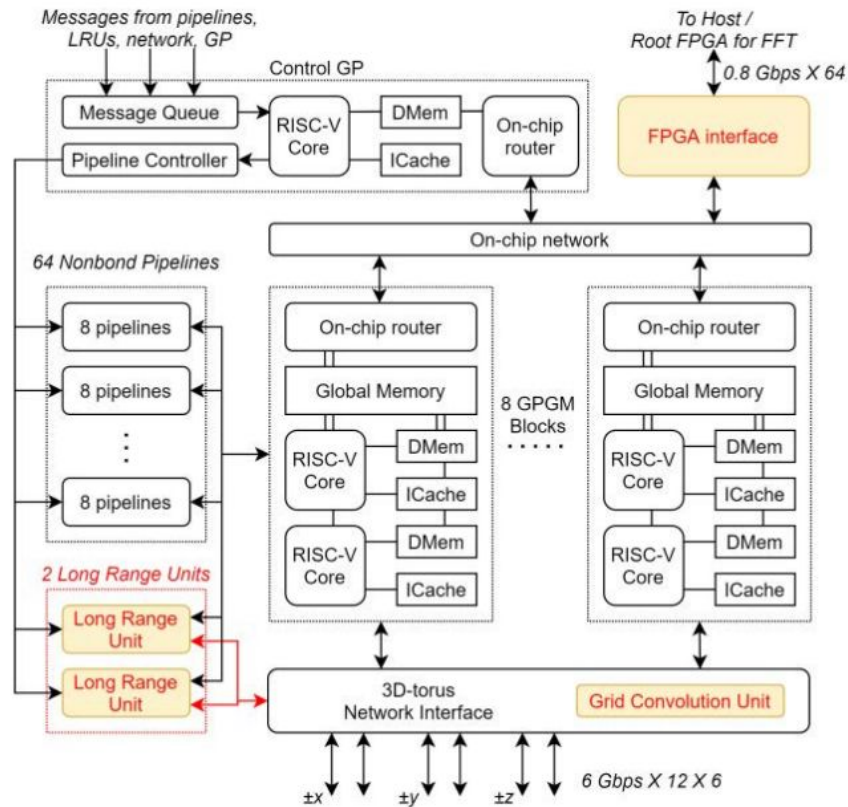 Messages from pipelines,
LRUs, network, GP
To Host /
Root FPGA for FFT
0.8 Gbps X 64
Control GP
Message Queue
Pipeline Controller
RISC-V
Core
DMem
ICache
On-chip
router
FPGA interface
On-chip network
64 Nonbond Pipelines
8 pipelines
8 pipelines
8 pipelines
2 Long Range Units
Long Range
Unit
Long Range
Unit
On-chip router
Global Memory
RISC-V
Core
DMem
ICache
RISC-V
Core
DMem
ICache
8 GPGM
Blocks
On-chip router
Global Memory
RISC-V
Core
DMem
ICache
RISC-V
Core
DMem
ICache
3D-torus
Network Interface
Grid Convolution Unit
±x
±y
±z
6 Gbps X 12 X 6